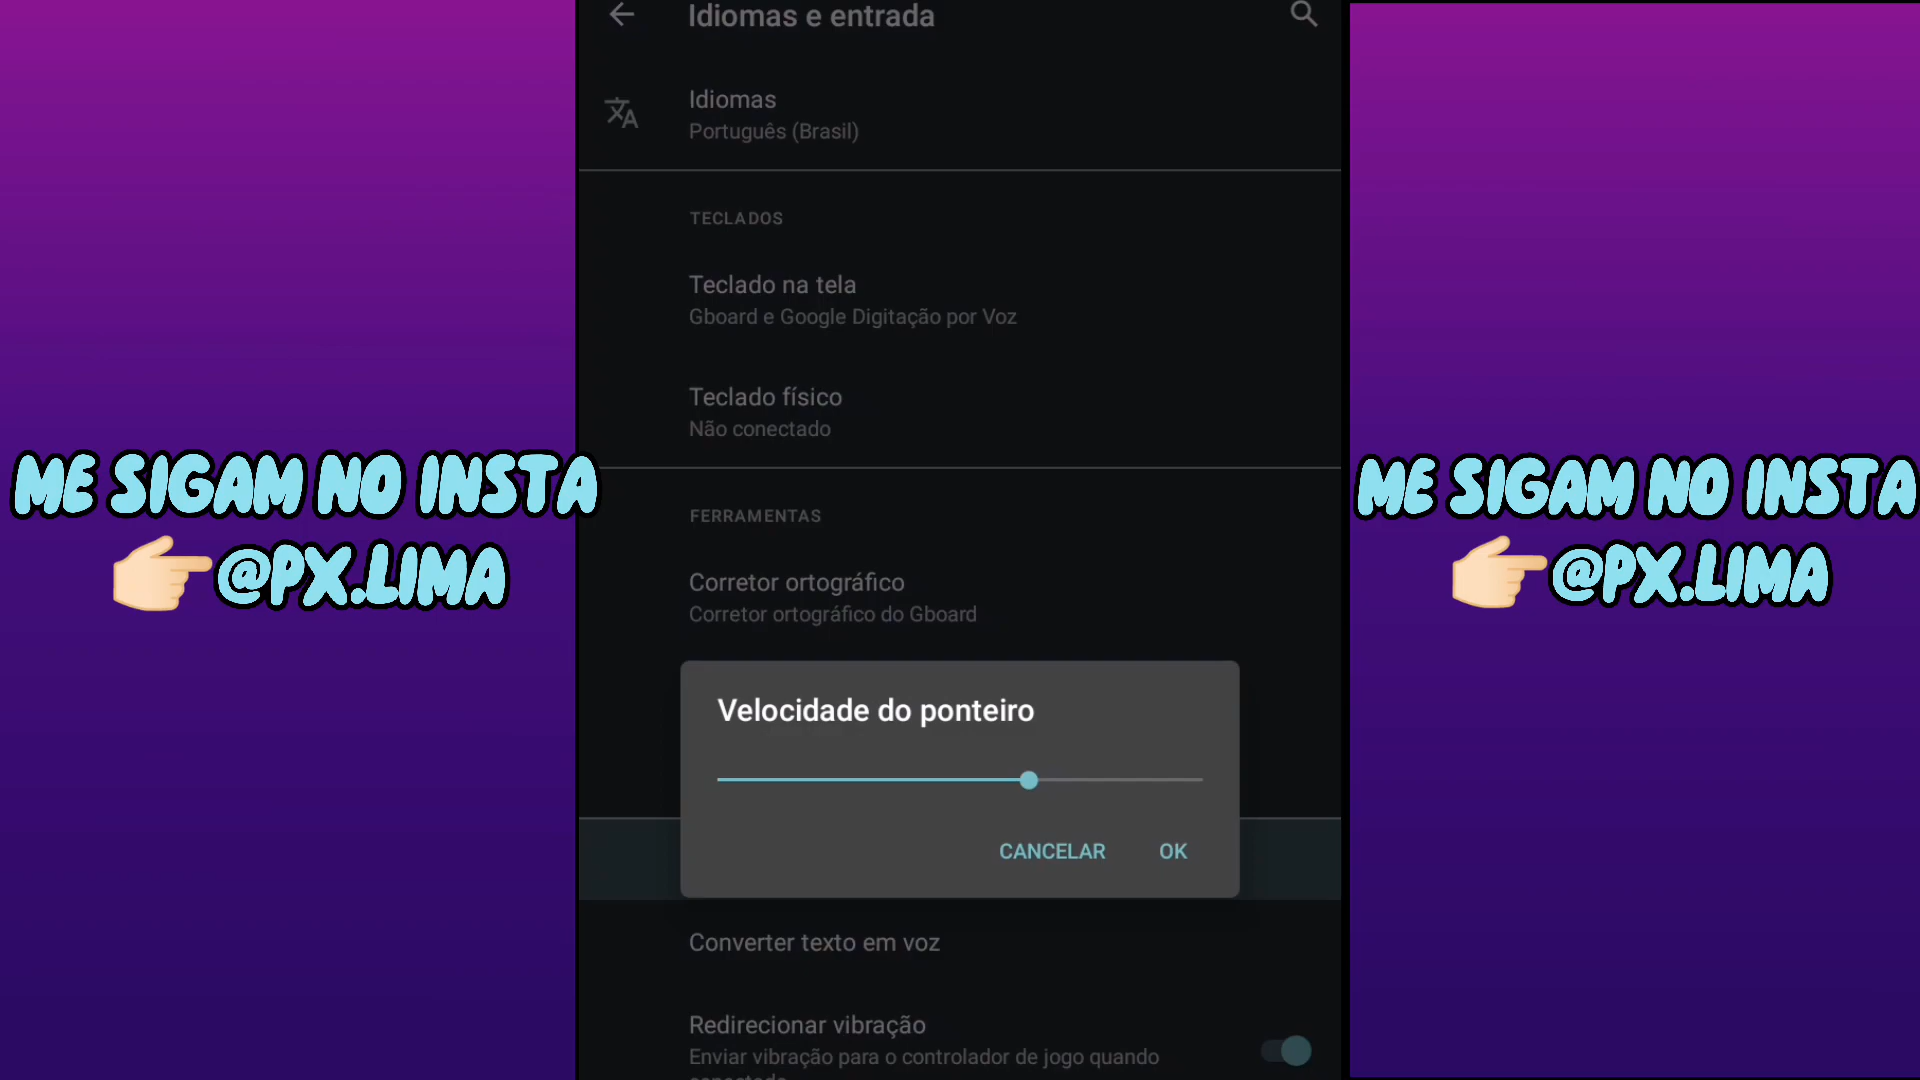 Idiomas e entrada
Idiomas
Português (Brasil)
TECLADOS
Teclado na tela
Gboard e Google Digitação por Voz
Teclado físico
Não conectado
ME SIGAM NO INSTA
👉🏻@PX.LIMA
ME SIGAM NO INSTA
👉🏻@PX.LIMA
FERRAMENTAS
Corretor ortográfico
Corretor ortográfico do Gboard
Velocidade do ponteiro
CANCELAR OK
Converter texto em voz
Redirecionar vibração
Enviar vibração para o controlador de jogo quando